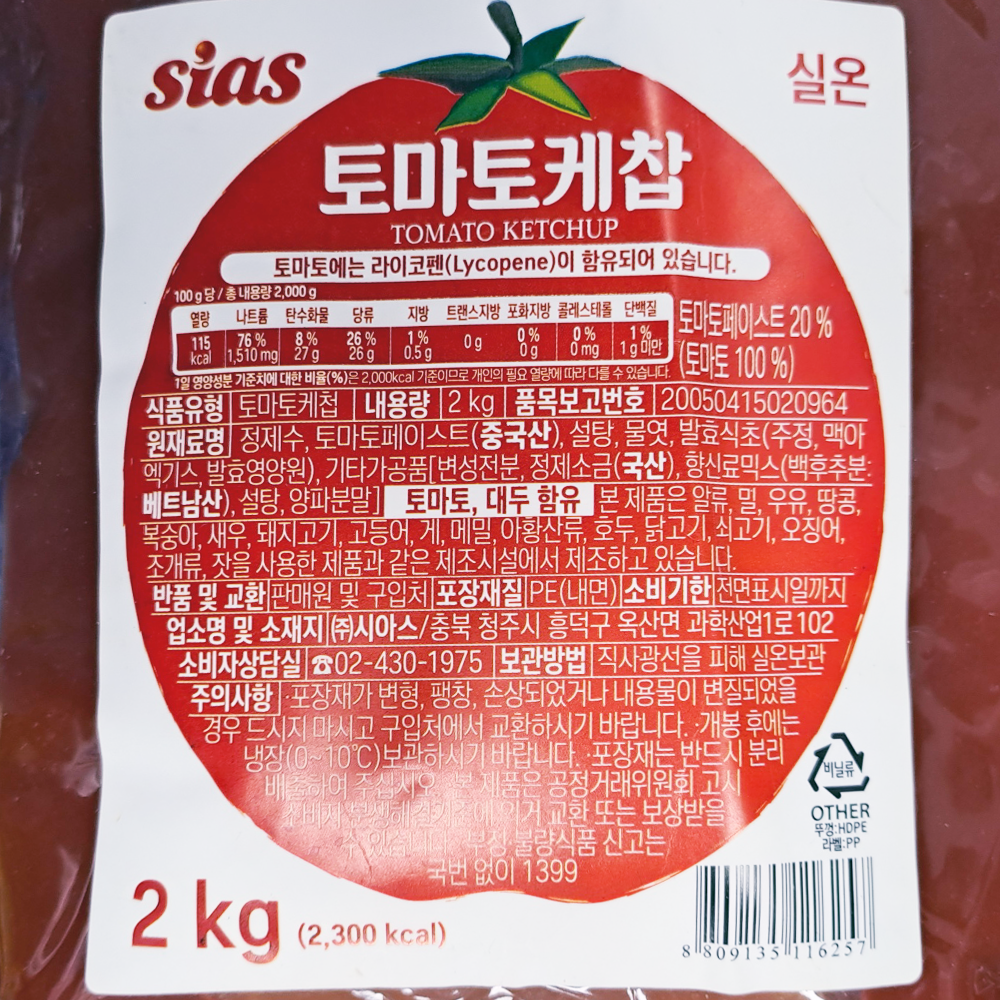 sias
실온
토마토케찹
TOMATO KETCHUP
토마토에는 라이코펜(Lycopene)이 함유되어 있습니다.
100 g 당 / 총 내용량 2,000 g
열량 나트륨 탄수화물 당류 지방 트랜스지방 포화지방 콜레스테롤 단백질
115 kcal 76 % 1,510 mg 8 % 27 g 26 % 26 g 1 % 0.5 g 0 g 0 % 0 g 0 % 0 mg 1 % 1 g 미만
1일 영양성분 기준치에 대한 비율(%)은 2,000kcal 기준이므로 개인의 필요 열량에 따라 다를 수 있습니다.
토마토페이스트 20 %
(토마토 100 %)
식품유형 토마토케첩 내용량 2 kg 품목보고번호 20050415020964
원재료명 정제수, 토마토페이스트(중국산), 설탕, 물엿, 발효식초(주정, 맥아
엑기스, 발효영양원), 기타가공품[변성전분, 정제소금(국산), 향신료믹스(백후추분:
베트남산), 설탕, 양파분말] 토마토, 대두 함유 본 제품은 알류, 밀, 우유, 땅콩,
복숭아, 새우, 돼지고기, 고등어, 게, 메밀, 아황산류, 호두, 닭고기, 쇠고기, 오징어,
조개류, 잣을 사용한 제품과 같은 제조시설에서 제조하고 있습니다.
반품 및 교환 판매원 및 구입처 포장재질 PE(내면) 소비기한 전면표시일까지
업소명 및 소재지 ㈜시아스/충북 청주시 흥덕구 옥산면 과학산업1로 102
소비자상담실 ☎02-430-1975 보관방법 직사광선을 피해 실온보관
주의사항 ·포장재가 변형, 팽창, 손상되었거나 내용물이 변질되었을
경우 드시지 마시고 구입처에서 교환하시기 바랍니다. ·개봉 후에는
냉장(0~10℃)보관하시기 바랍니다. ·포장재는 반드시 분리
배출하여 주십시오. 본 제품은 공정거래위원회 고시
소비자분쟁해결기준에 의거 교환 또는 보상받을
수 있습니다. 부정·불량식품 신고는
국번 없이 1399
비닐류
OTHER
뚜껑:HDPE
라벨:PP
2 kg (2,300 kcal)
8 809135 116257